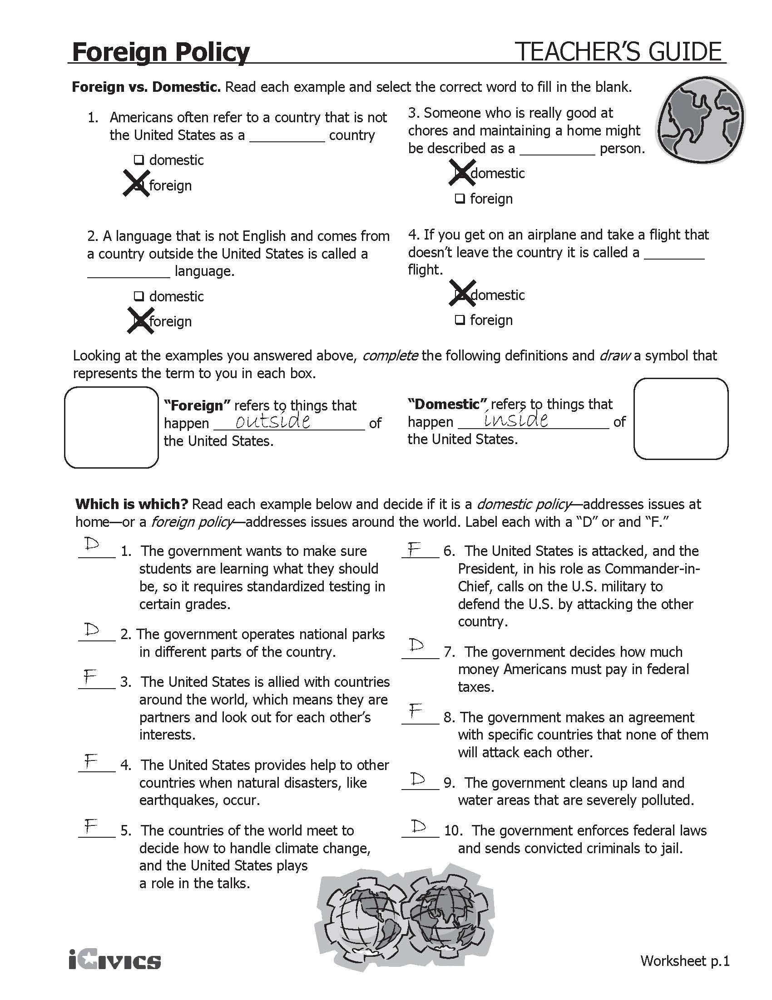 Foreign Policy
TEACHER'S GUIDE
Foreign vs. Domestic. Read each example and select the correct word to fill in the blank.
1. Americans often refer to a country that is not
the United States as a __________ country
❑ domestic
❑ foreign
2. A language that is not English and comes from
a country outside the United States is called a
___________ language.
❑ domestic
❑ foreign
3. Someone who is really good at
chores and maintaining a home might
be described as a __________ person.
❑ domestic
❑ foreign
4. If you get on an airplane and take a flight that
doesn't leave the country it is called a ________
flight.
❑ domestic
❑ foreign
Looking at the examples you answered above, complete the following definitions and draw a symbol that
represents the term to you in each box.
"Foreign" refers to things that
happen outside of
the United States.
"Domestic" refers to things that
happen inside of
the United States.
Which is which? Read each example below and decide if it is a domestic policy—addresses issues at
home—or a foreign policy—addresses issues around the world. Label each with a "D" or and "F."
D 1. The government wants to make sure
students are learning what they should
be, so it requires standardized testing in
certain grades.
D 2. The government operates national parks
in different parts of the country.
F 3. The United States is allied with countries
around the world, which means they are
partners and look out for each other's
interests.
F 4. The United States provides help to other
countries when natural disasters, like
earthquakes, occur.
F 5. The countries of the world meet to
decide how to handle climate change,
and the United States plays
a role in the talks.
F 6. The United States is attacked, and the
President, in his role as Commander-in-
Chief, calls on the U.S. military to
defend the U.S. by attacking the other
country.
D 7. The government decides how much
money Americans must pay in federal
taxes.
F 8. The government makes an agreement
with specific countries that none of them
will attack each other.
D 9. The government cleans up land and
water areas that are severely polluted.
D 10. The government enforces federal laws
and sends convicted criminals to jail.
iCivics
Worksheet p.1